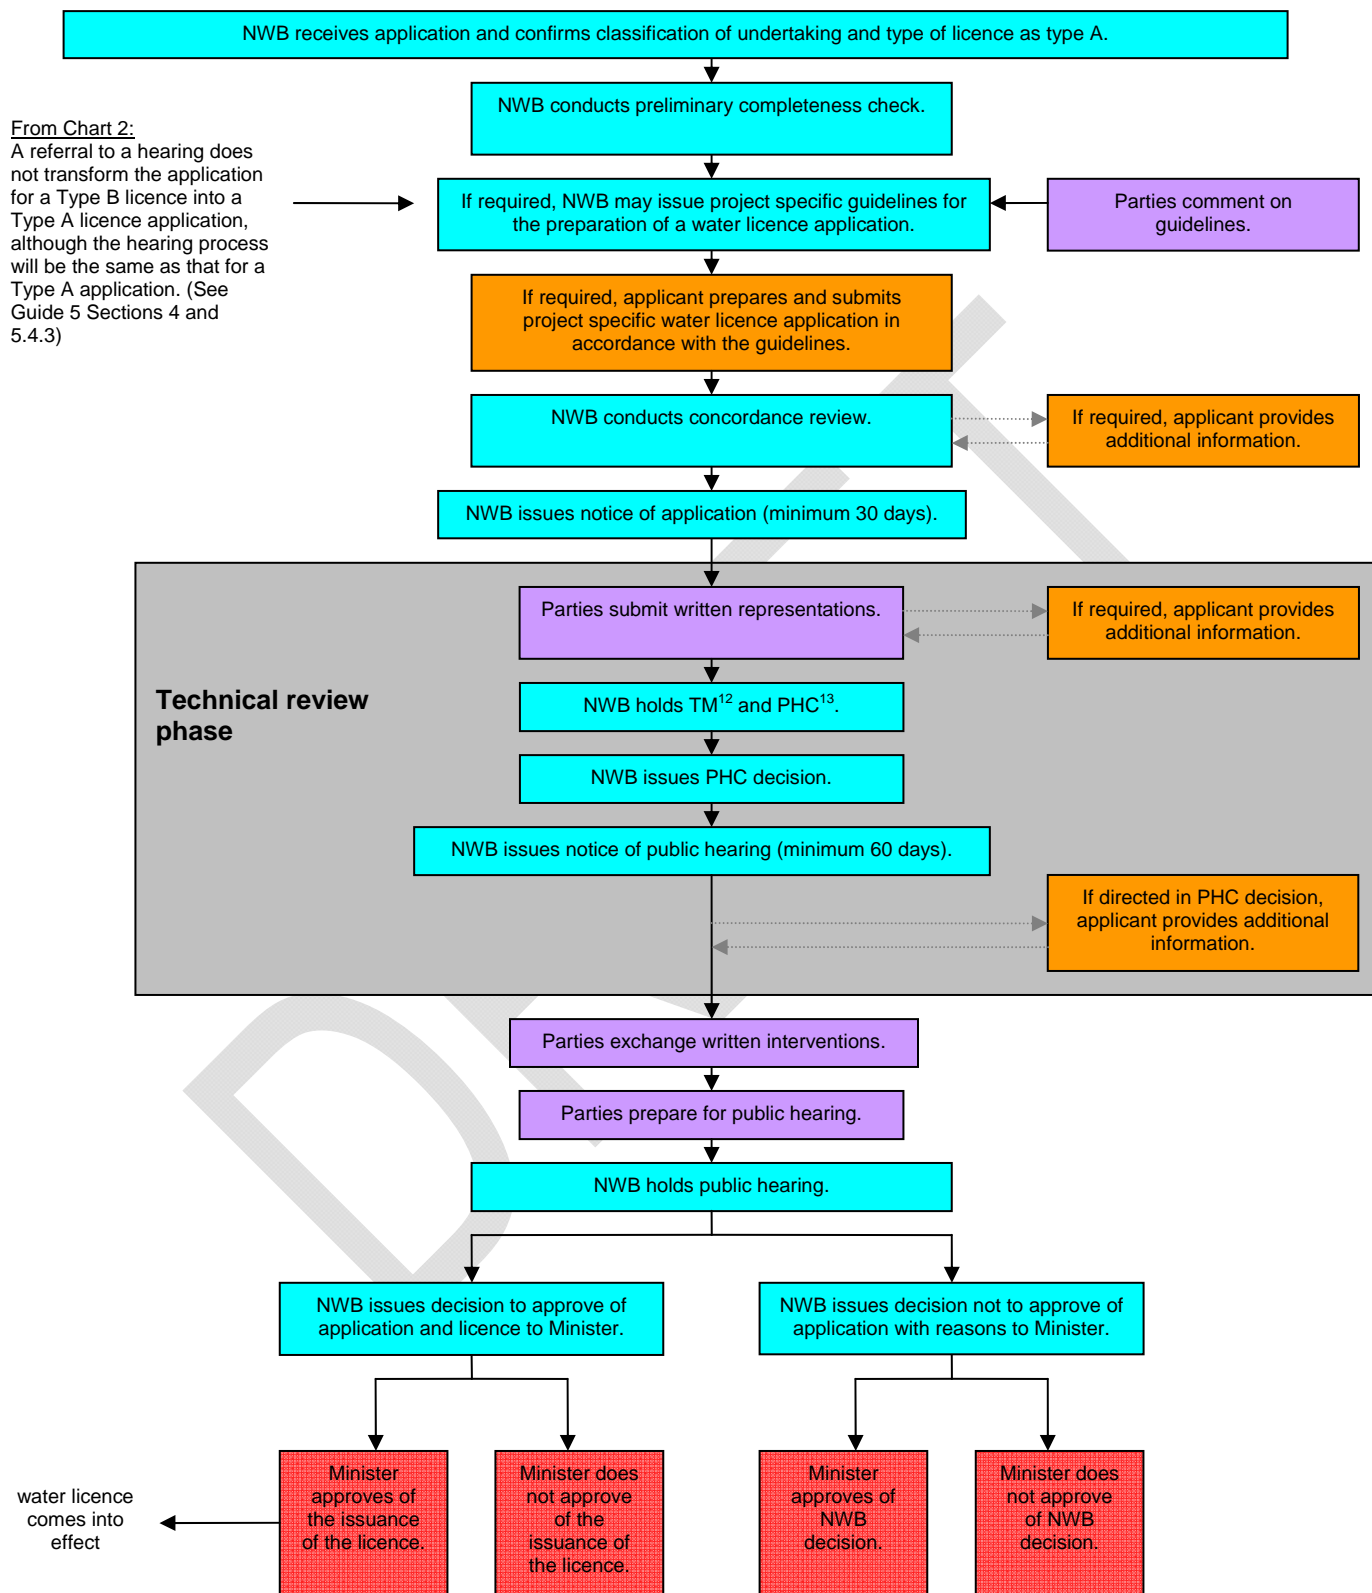 NWB receives application and confirms classification of undertaking and type of licence as type A.
NWB conducts preliminary completeness check.
From Chart 2:
A referral to a hearing does
not transform the application
for a Type B licence into a
Type A licence application,
although the hearing process
will be the same as that for a
Type A application. (See
Guide 5 Sections 4 and
5.4.3)
If required, NWB may issue project specific guidelines for
the preparation of a water licence application.
Parties comment on
guidelines.
If required, applicant prepares and submits
project specific water licence application in
accordance with the guidelines.
NWB conducts concordance review.
If required, applicant provides
additional information.
NWB issues notice of application (minimum 30 days).
Technical review
phase
Parties submit written representations.
If required, applicant provides
additional information.
NWB holds TM12 and PHC13.
NWB issues PHC decision.
NWB issues notice of public hearing (minimum 60 days).
If directed in PHC decision,
applicant provides additional
information.
Parties exchange written interventions.
Parties prepare for public hearing.
NWB holds public hearing.
NWB issues decision to approve of
application and licence to Minister.
NWB issues decision not to approve of
application with reasons to Minister.
Minister
approves of
the issuance
of the licence.
Minister does
not approve
of the
issuance of
the licence.
Minister
approves of
NWB
decision.
Minister does
not approve
of NWB
decision.
water licence
comes into
effect
DRAFT